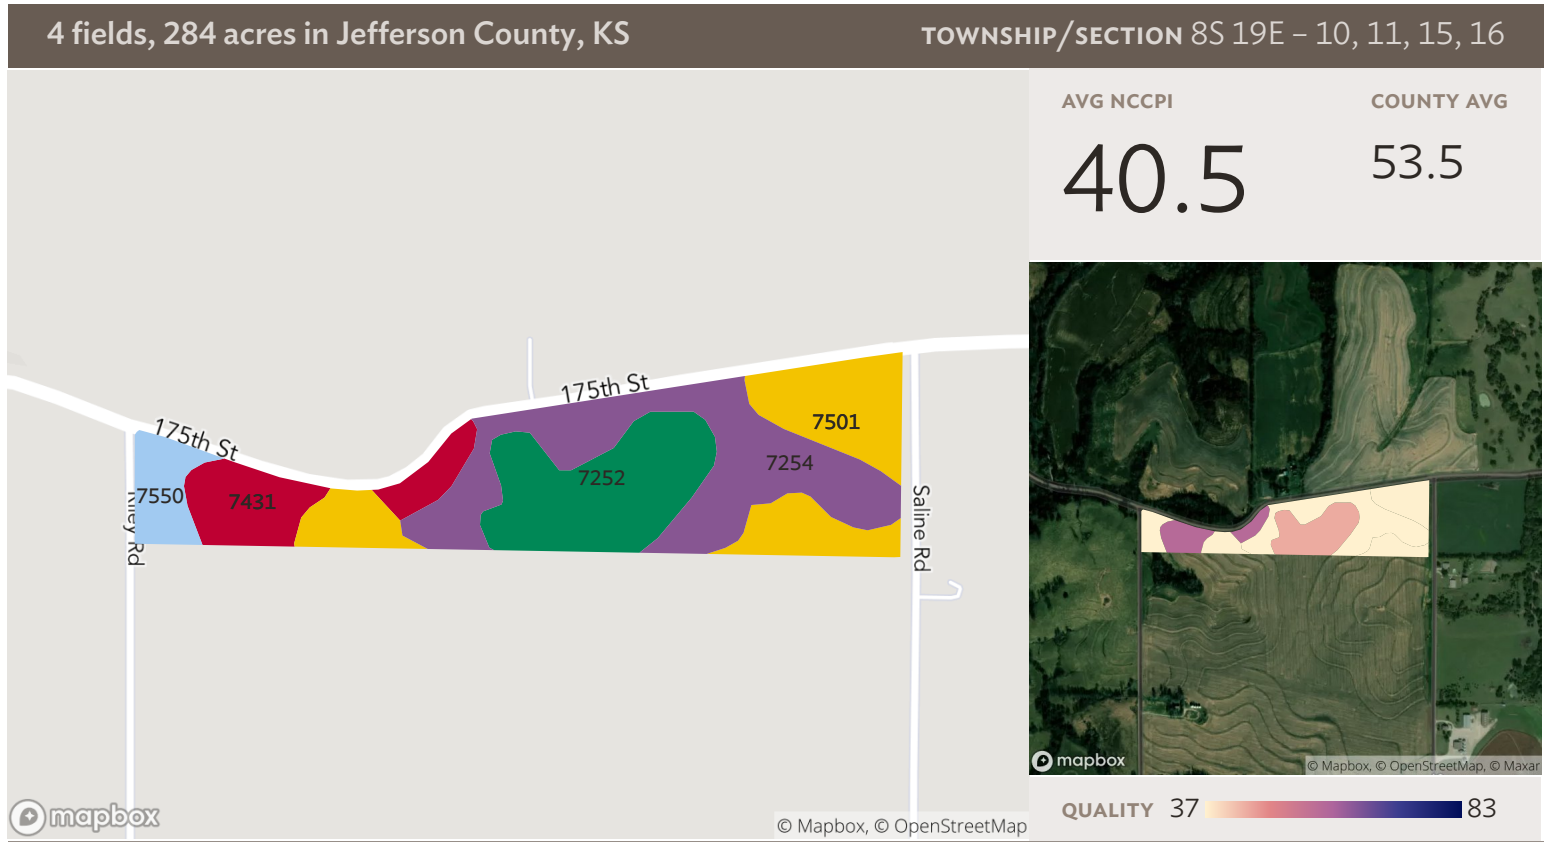 4 fields, 284 acres in Jefferson County, KS
TOWNSHIP/SECTION 8S 19E – 10, 11, 15, 16
AVG NCCPI
COUNTY AVG
40.5
53.5
175th St
175th St
7501
7254
7252
7550
7431
Riley Rd
Saline Rd
mapbox
© Mapbox, © OpenStreetMap
mapbox
© Mapbox, © OpenStreetMap, © Maxar
QUALITY 37 83